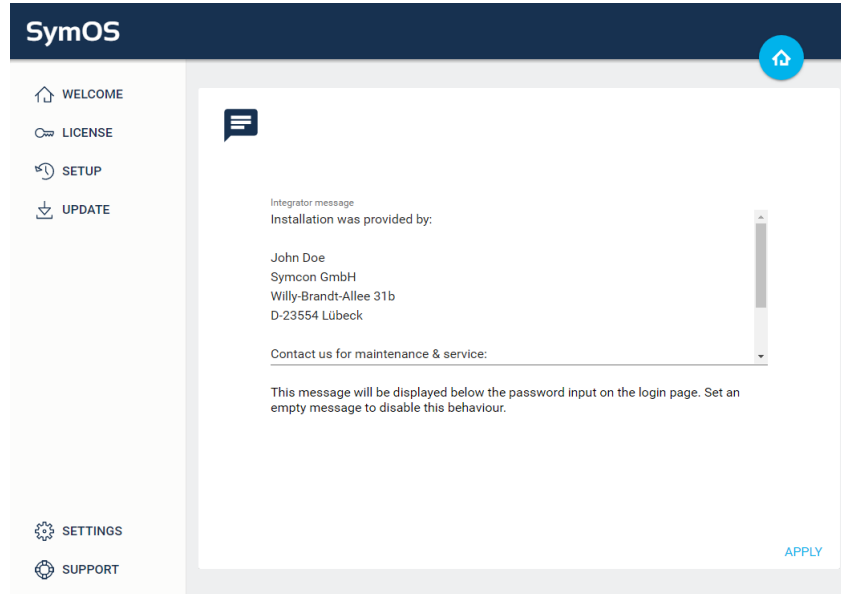 SymOS
WELCOME
LICENSE
SETUP
UPDATE
Integrator message
Installation was provided by:
John Doe
Symcon GmbH
Willy-Brandt-Allee 31b
D-23554 Lübeck
Contact us for maintenance & service:
This message will be displayed below the password input on the login page. Set an
empty message to disable this behaviour.
APPLY
SETTINGS
SUPPORT